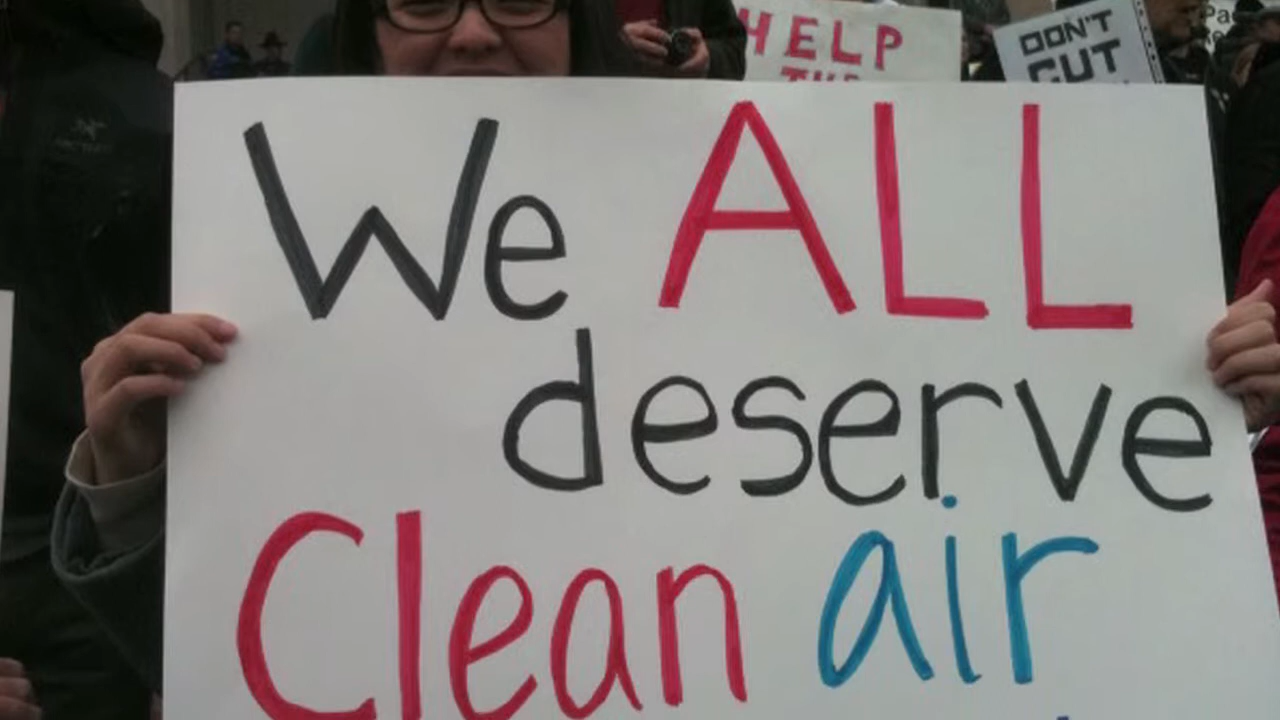 HELP
DON'T
CUT
We ALL
deserve
Clean air